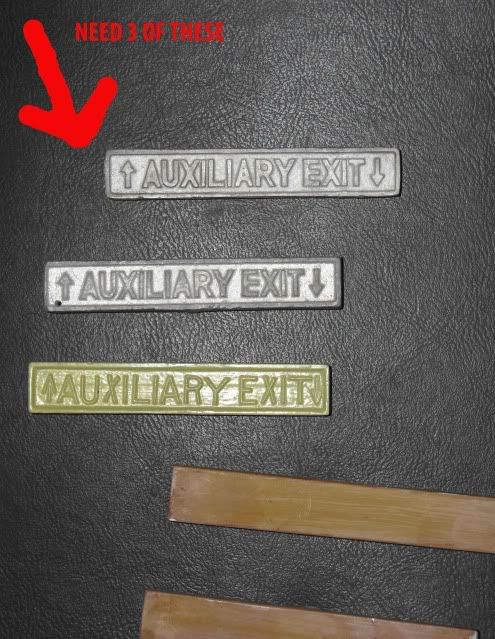 NEED 3 OF THESE
↑ AUXILIARY EXIT ↓
↑ AUXILIARY EXIT ↓
↑ AUXILIARY EXIT ↓